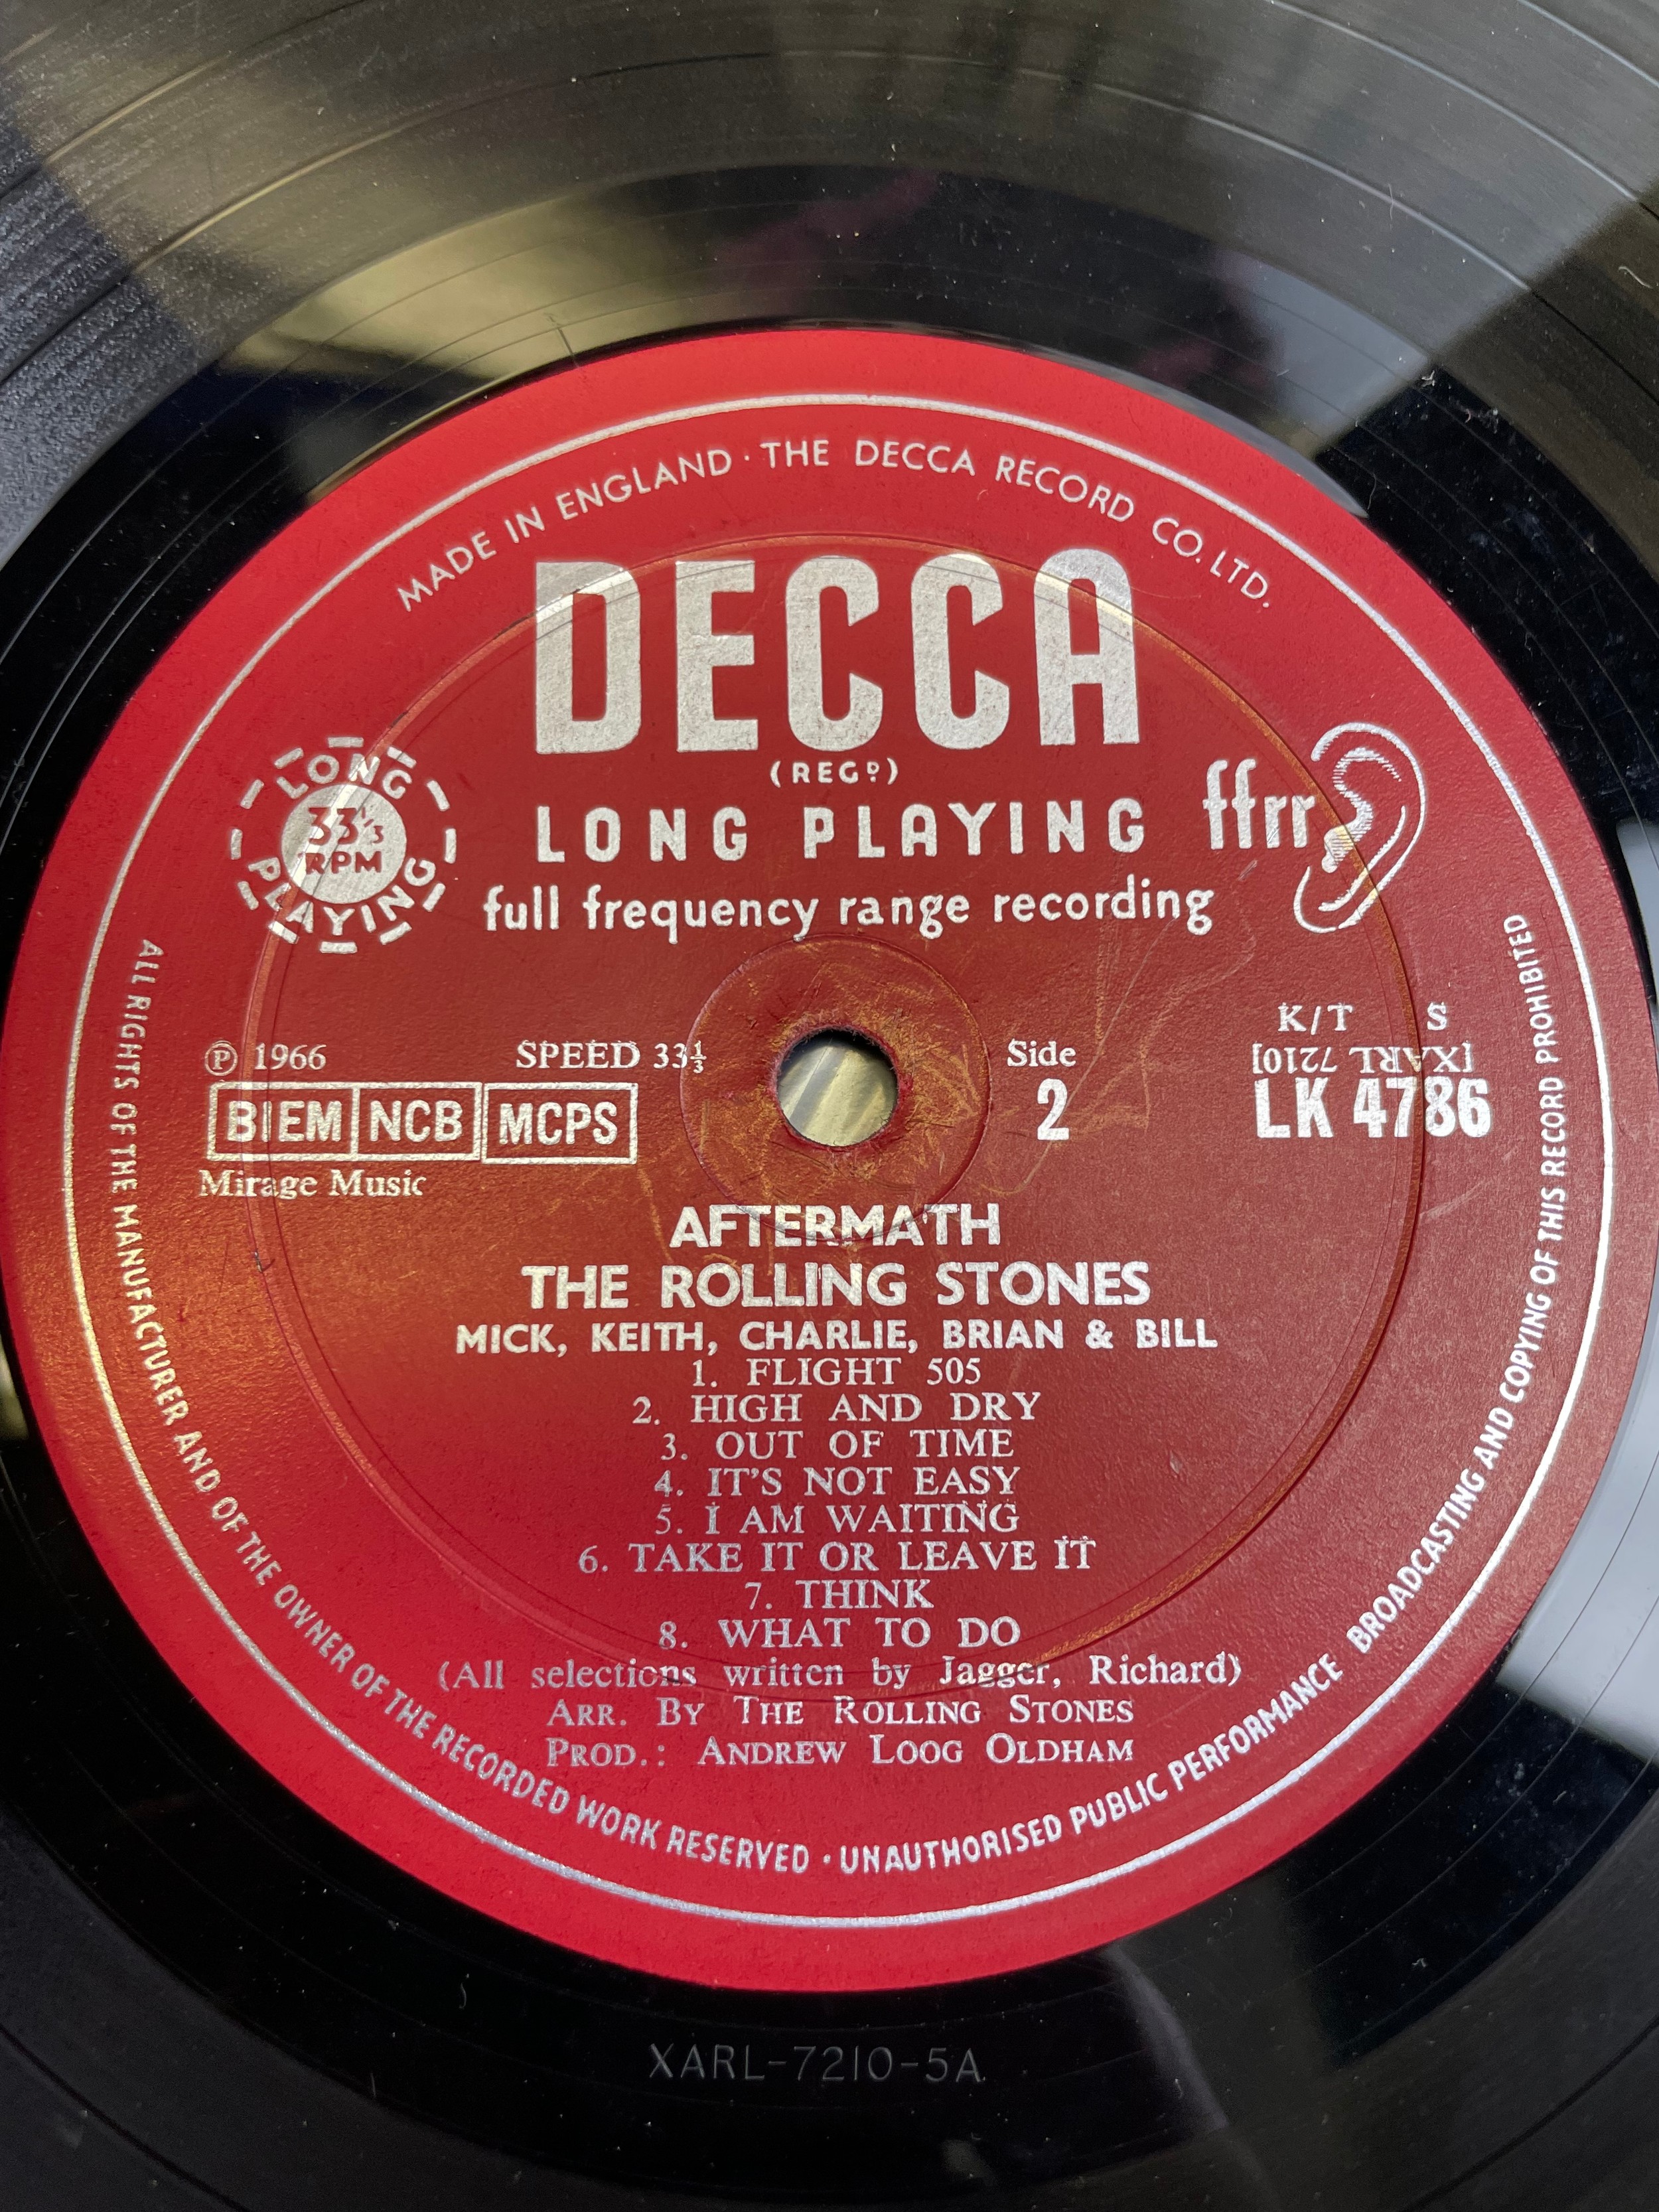 MADE IN ENGLAND · THE DECCA RECORD CO. LTD.
DECCA
(REGᴰ)
LONG PLAYING
33⅓
RPM
LONG PLAYING
ffrr
full frequency range recording
K/T S
℗ 1966
SPEED 33⅓
Side
2
[XARL 7210]
LK 4786
BIEM NCB MCPS
Mirage Music
AFTERMATH
THE ROLLING STONES
MICK, KEITH, CHARLIE, BRIAN & BILL
1. FLIGHT 505
2. HIGH AND DRY
3. OUT OF TIME
4. IT'S NOT EASY
5. I AM WAITING
6. TAKE IT OR LEAVE IT
7. THINK
8. WHAT TO DO
(All selections written by Jagger, Richard)
ARR. BY THE ROLLING STONES
PROD.: ANDREW LOOG OLDHAM
ALL RIGHTS OF THE MANUFACTURER AND OF THE OWNER OF THE RECORDED WORK RESERVED · UNAUTHORISED PUBLIC PERFORMANCE BROADCASTING AND COPYING OF THIS RECORD PROHIBITED
XARL-7210-5A